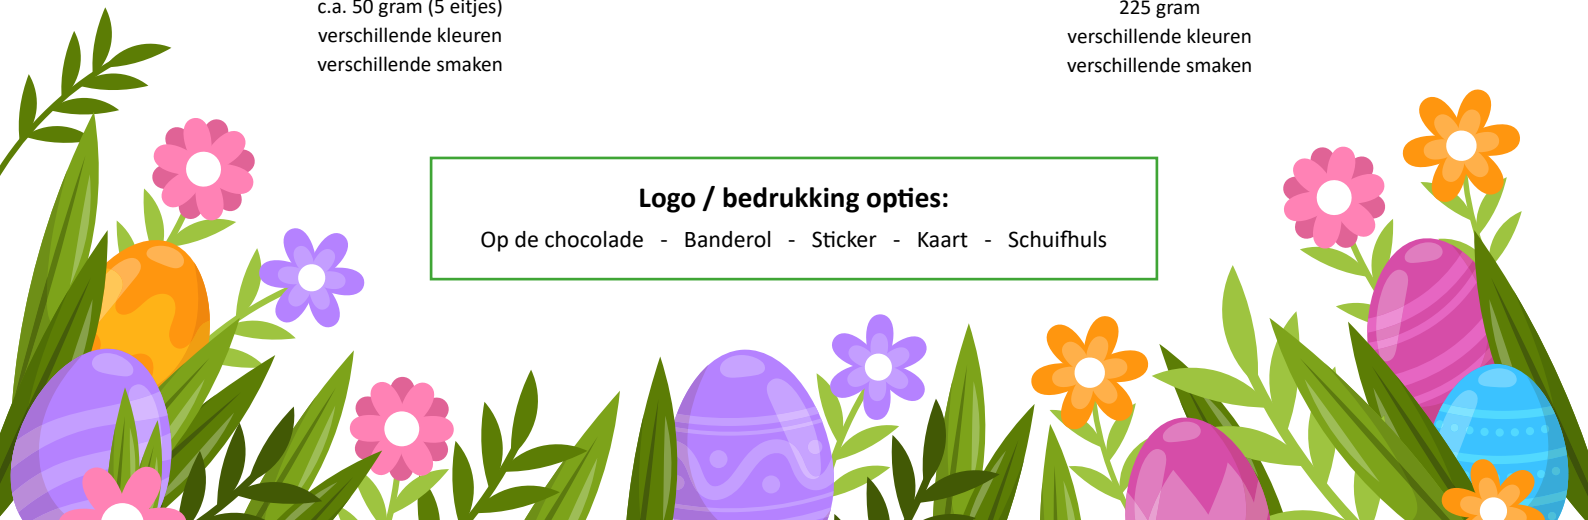 c.a. 50 gram (5 eitjes)
verschillende kleuren
verschillende smaken
225 gram
verschillende kleuren
verschillende smaken
Logo / bedrukking opties:
Op de chocolade - Banderol - Sticker - Kaart - Schuifhuls